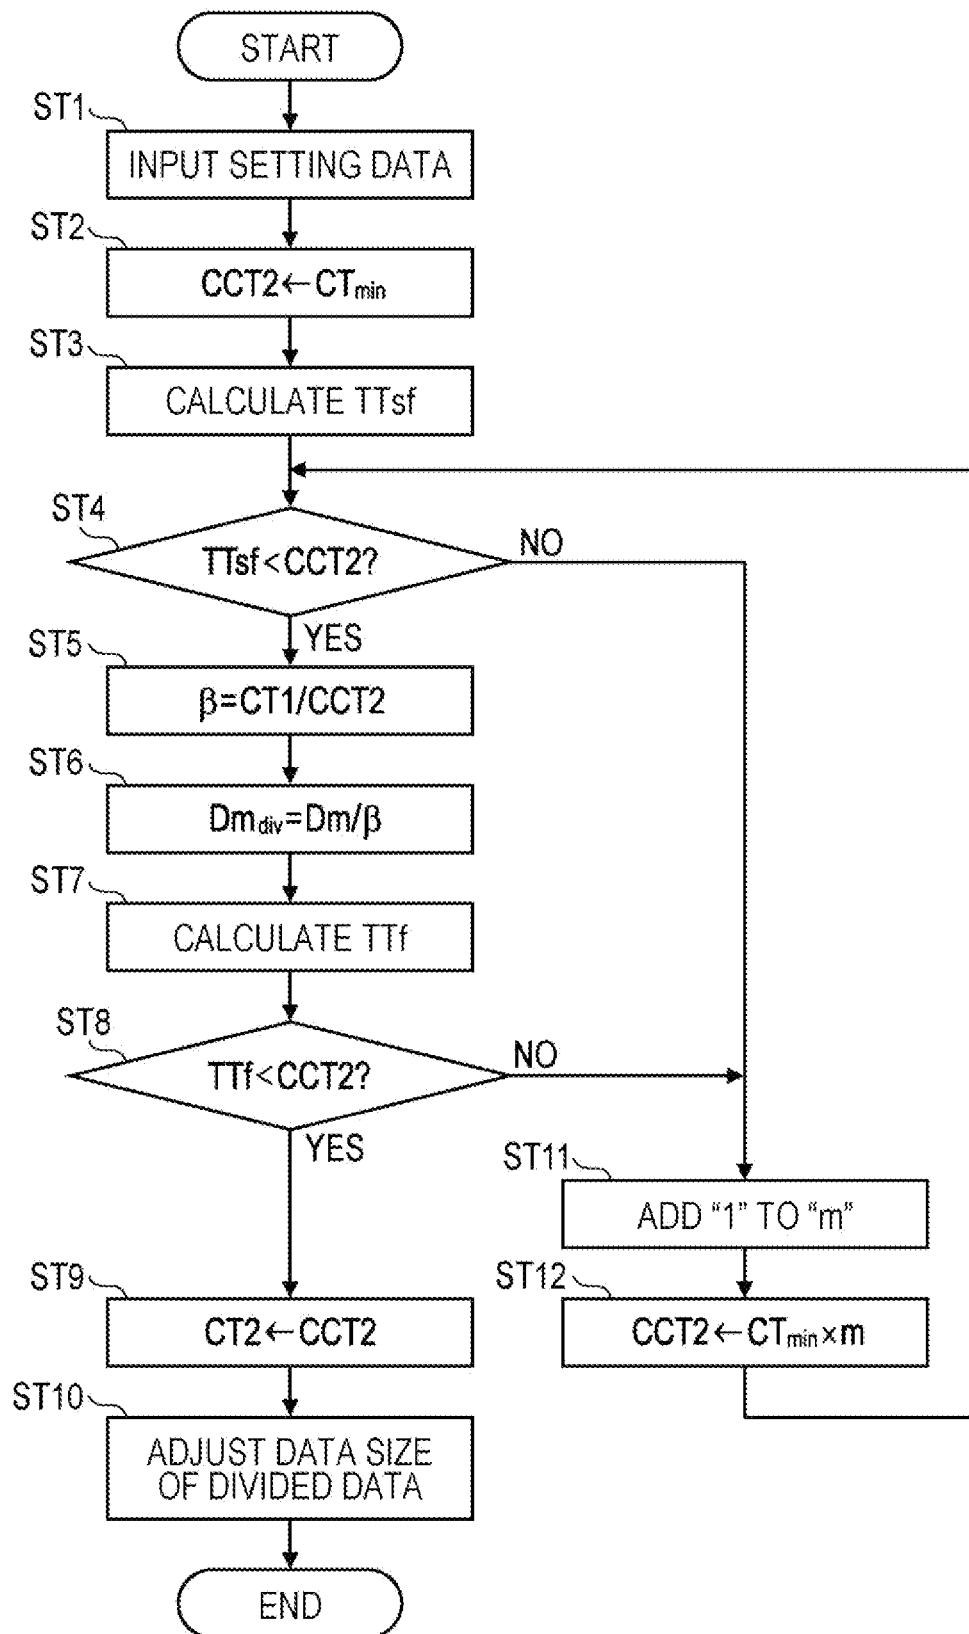 START
ST1
INPUT SETTING DATA
ST2
CCT2←CTmin
ST3
CALCULATE TTsf
ST4
TTsf<CCT2?
NO
YES
ST5
β=CT1/CCT2
ST6
Dmdiv=Dm/β
ST7
CALCULATE TTf
ST8
TTf<CCT2?
NO
YES
ST11
ADD “1” TO “m”
ST12
CCT2←CTmin×m
ST9
CT2←CCT2
ST10
ADJUST DATA SIZE
OF DIVIDED DATA
END